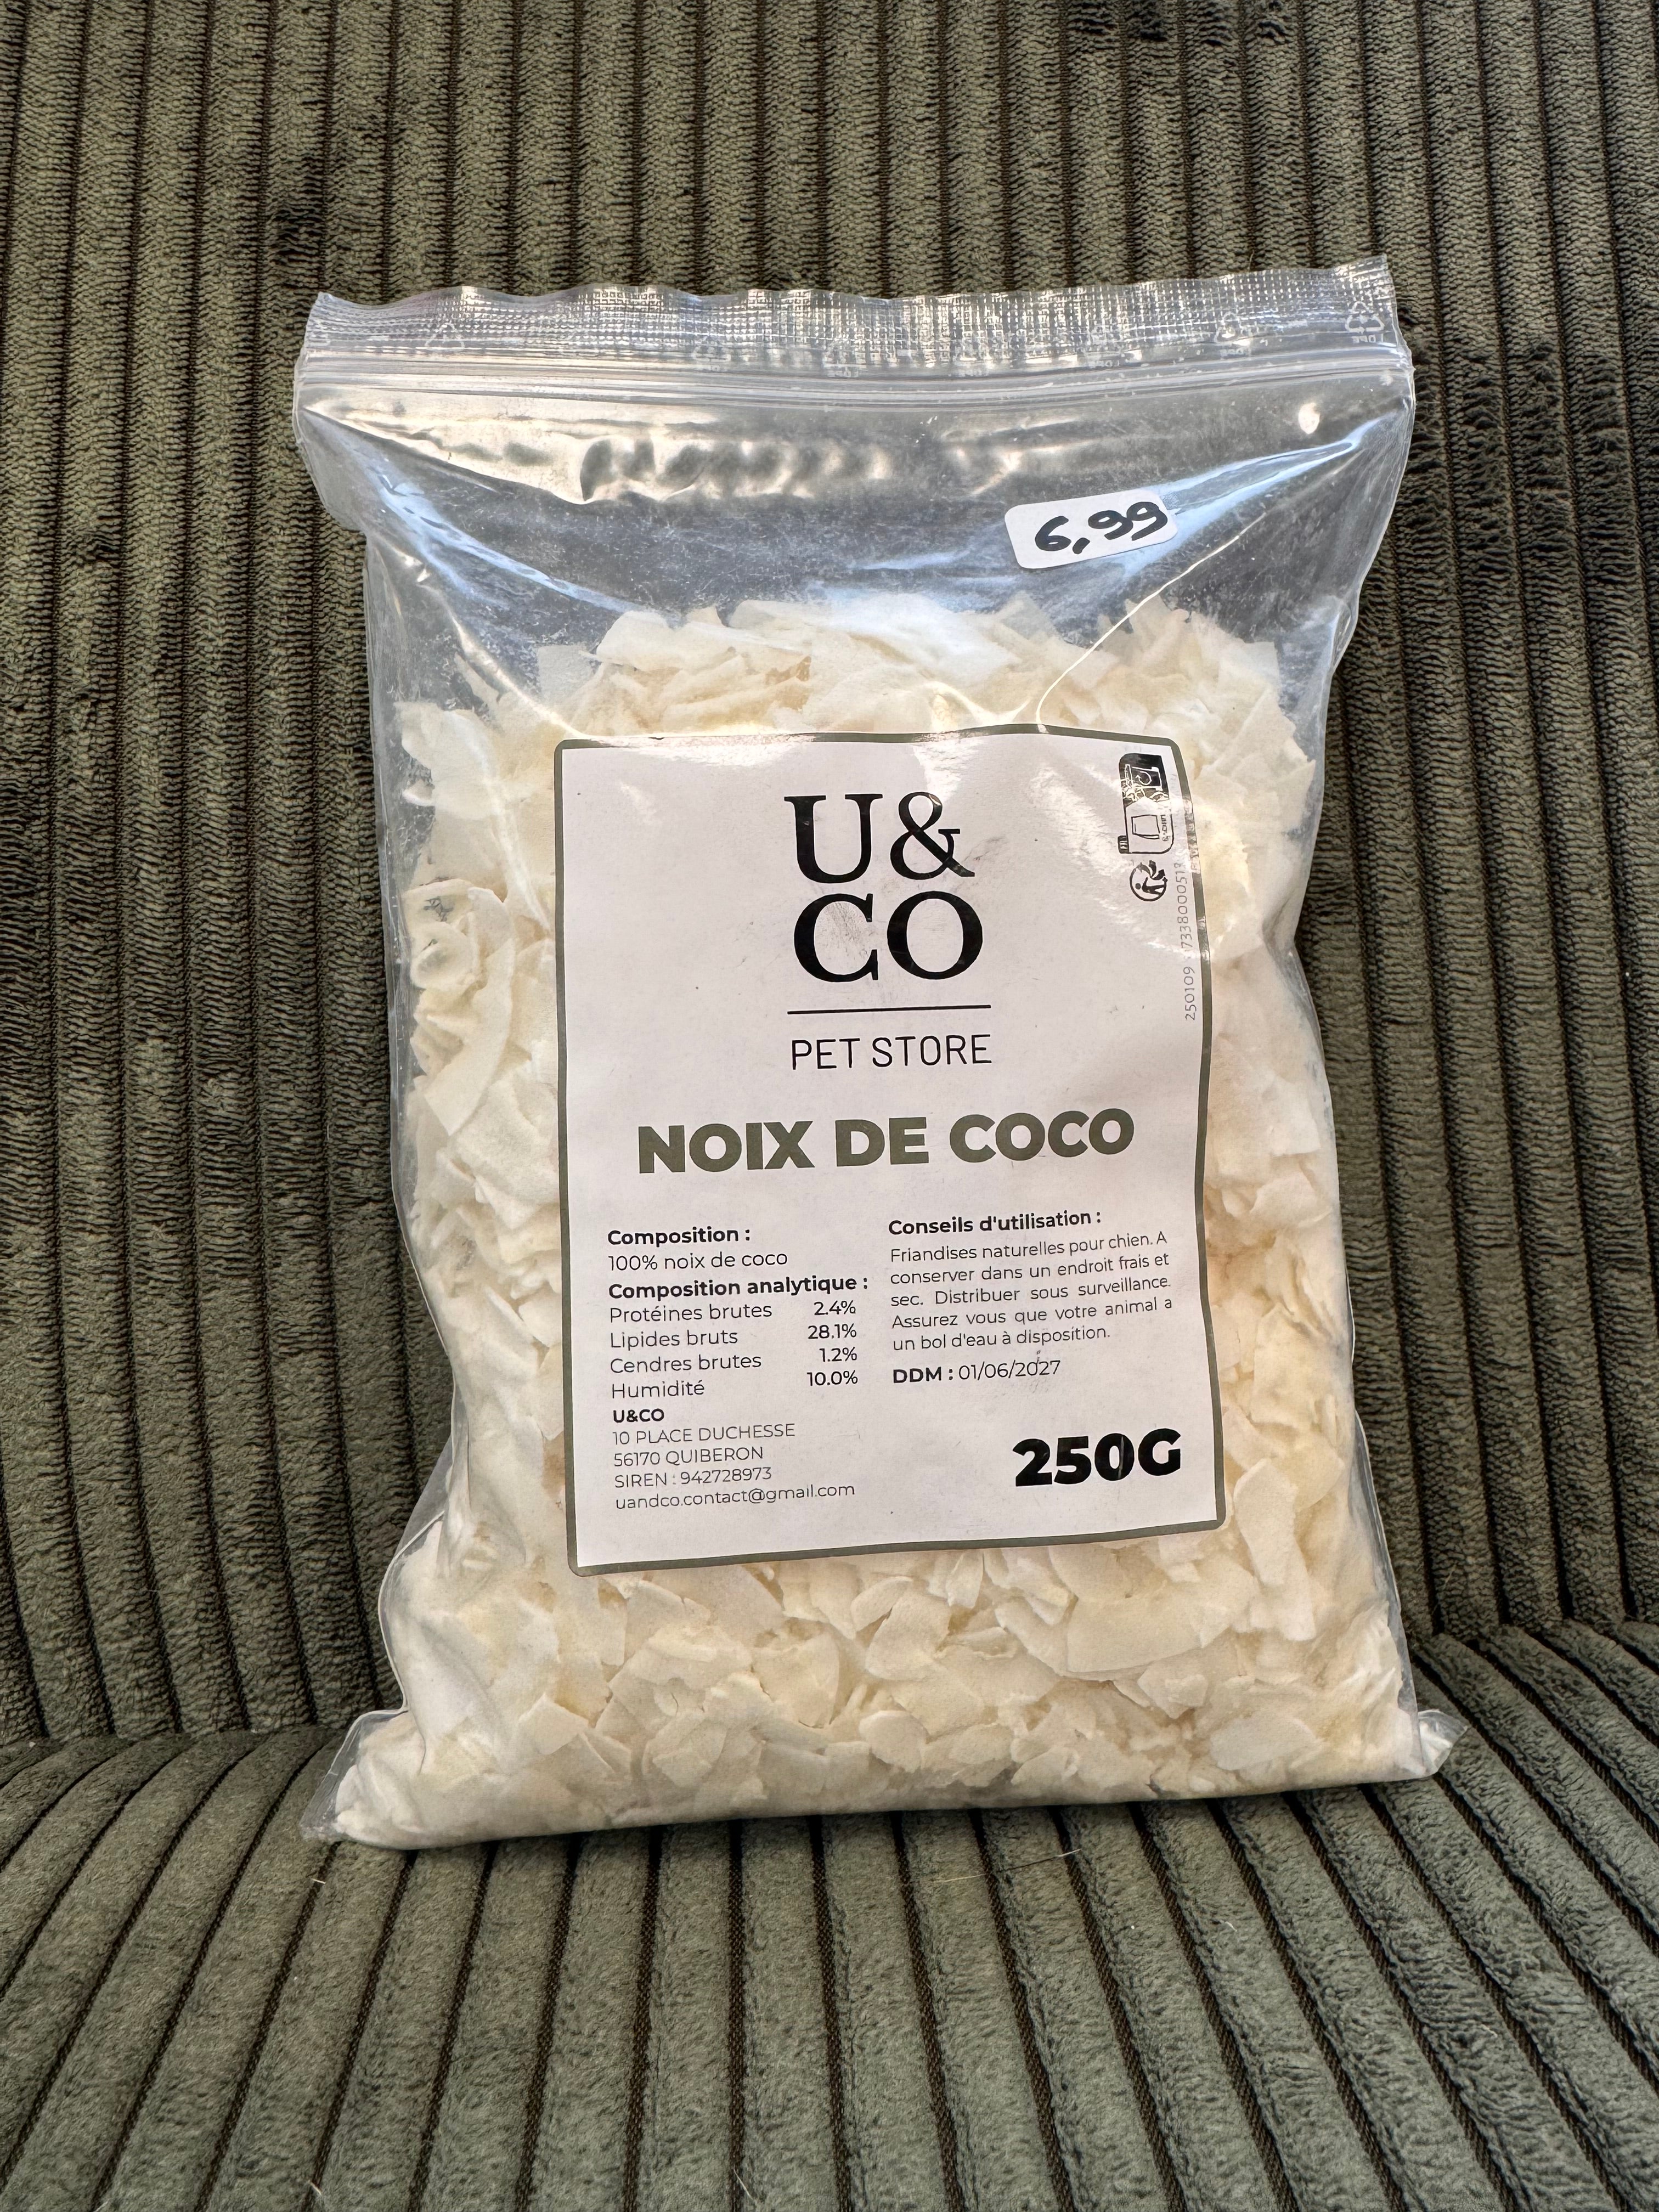 6,99
U&
CO
PET STORE
NOIX DE COCO
Composition :
100% noix de coco
Composition analytique :
Protéines brutes 2.4%
Lipides bruts 28.1%
Cendres brutes 1.2%
Humidité 10.0%
U&CO
10 PLACE DUCHESSE
56170 QUIBERON
SIREN : 942728973
uandco.contact@gmail.com
Conseils d'utilisation :
Friandises naturelles pour chien. A
conserver dans un endroit frais et
sec. Distribuer sous surveillance.
Assurez vous que votre animal a
un bol d'eau à disposition.
DDM : 01/06/2027
250G
FR
250109